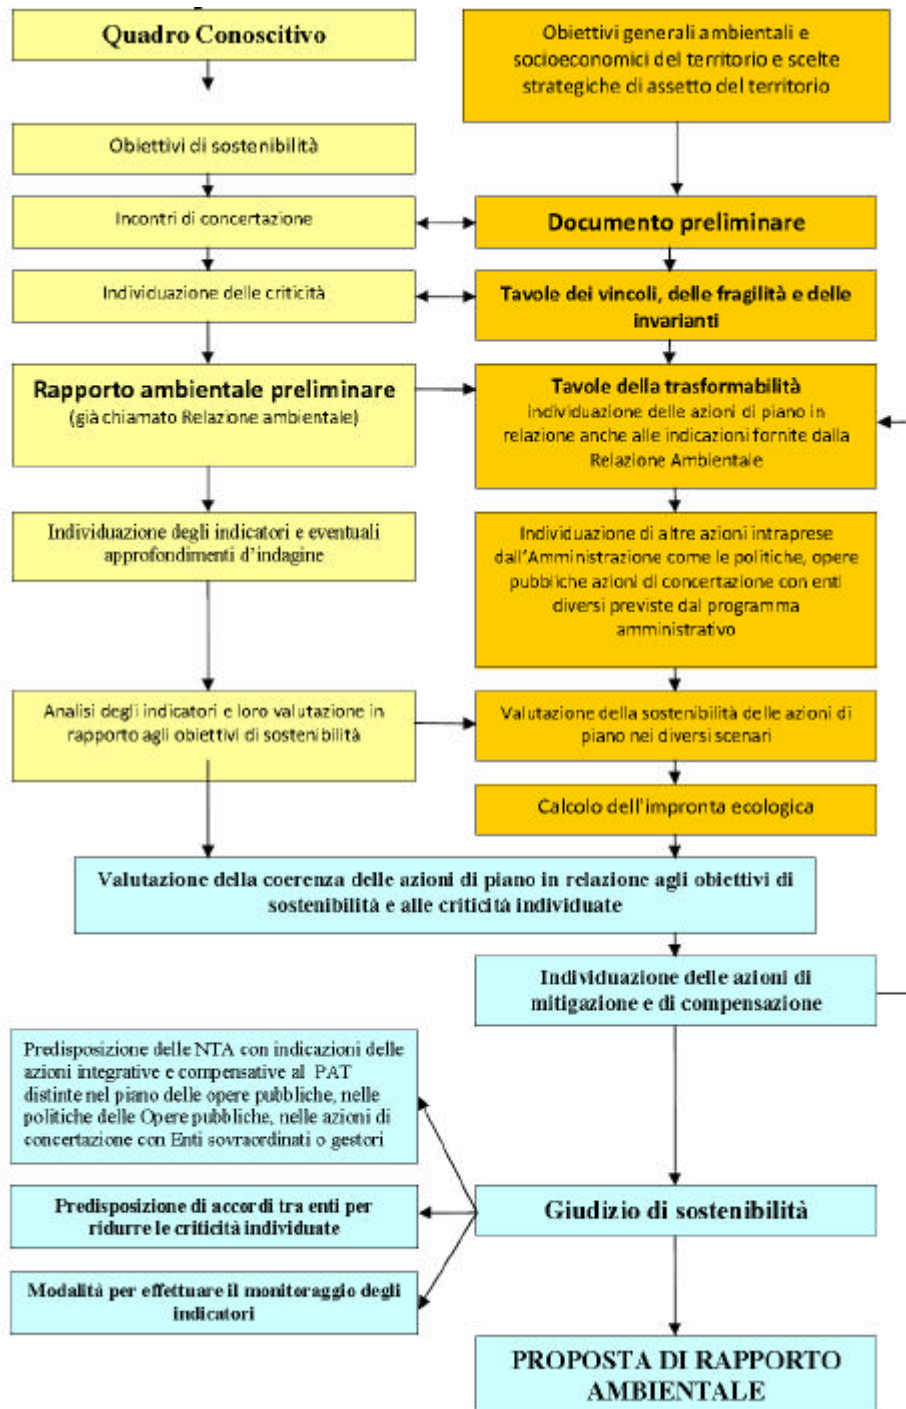 Quadro Conoscitivo
Obiettivi generali ambientali e
socioeconomici del territorio e scelte
strategiche di assetto del territorio
Obiettivi di sostenibilità
Incontri di concertazione
Documento preliminare
Individuazione delle criticità
Tavole dei vincoli, delle fragilità e delle
invarianti
Rapporto ambientale preliminare
(già chiamato Relazione ambientale)
Tavole della trasformabilità
individuazione delle azioni di piano in
relazione anche alle indicazioni fornite dalla
Relazione Ambientale
Individuazione degli indicatori e eventuali
approfondimenti d'indagine
Individuazione di altre azioni intraprese
dall'Amministrazione come le politiche, opere
pubbliche azioni di concertazione con enti
diversi previste dal programma
amministrativo
Analisi degli indicatori e loro valutazione in
rapporto agli obiettivi di sostenibilità
Valutazione della sostenibilità delle azioni di
piano nei diversi scenari
Calcolo dell'impronta ecologica
Valutazione della coerenza delle azioni di piano in relazione agli obiettivi di
sostenibilità e alle criticità individuate
Individuazione delle azioni di
mitigazione e di compensazione
Predisposizione delle NTA con indicazioni delle
azioni integrative e compensative al PAT
distinte nel piano delle opere pubbliche, nelle
politiche delle Opere pubbliche, nelle azioni di
concertazione con Enti sovraordinati o gestori
Predisposizione di accordi tra enti per
ridurre le criticità individuate
Giudizio di sostenibilità
Modalità per effettuare il monitoraggio degli
indicatori
PROPOSTA DI RAPPORTO
AMBIENTALE